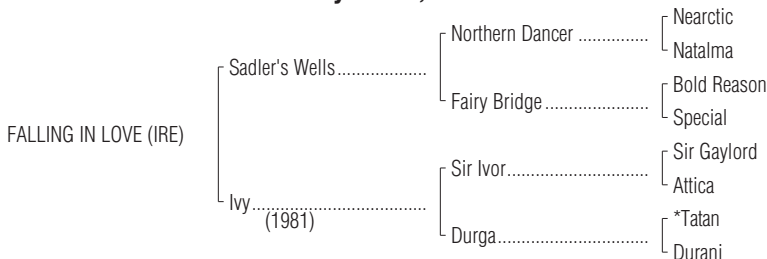 Nearctic
Northern Dancer ...............
Natalma
Sadler's Wells...................
Bold Reason
Fairy Bridge......................
Special
FALLING IN LOVE (IRE)
Sir Gaylord
Sir Ivor..............................
Attica
Ivy.....................................
(1981)
*Tatan
Durga................................
Durani